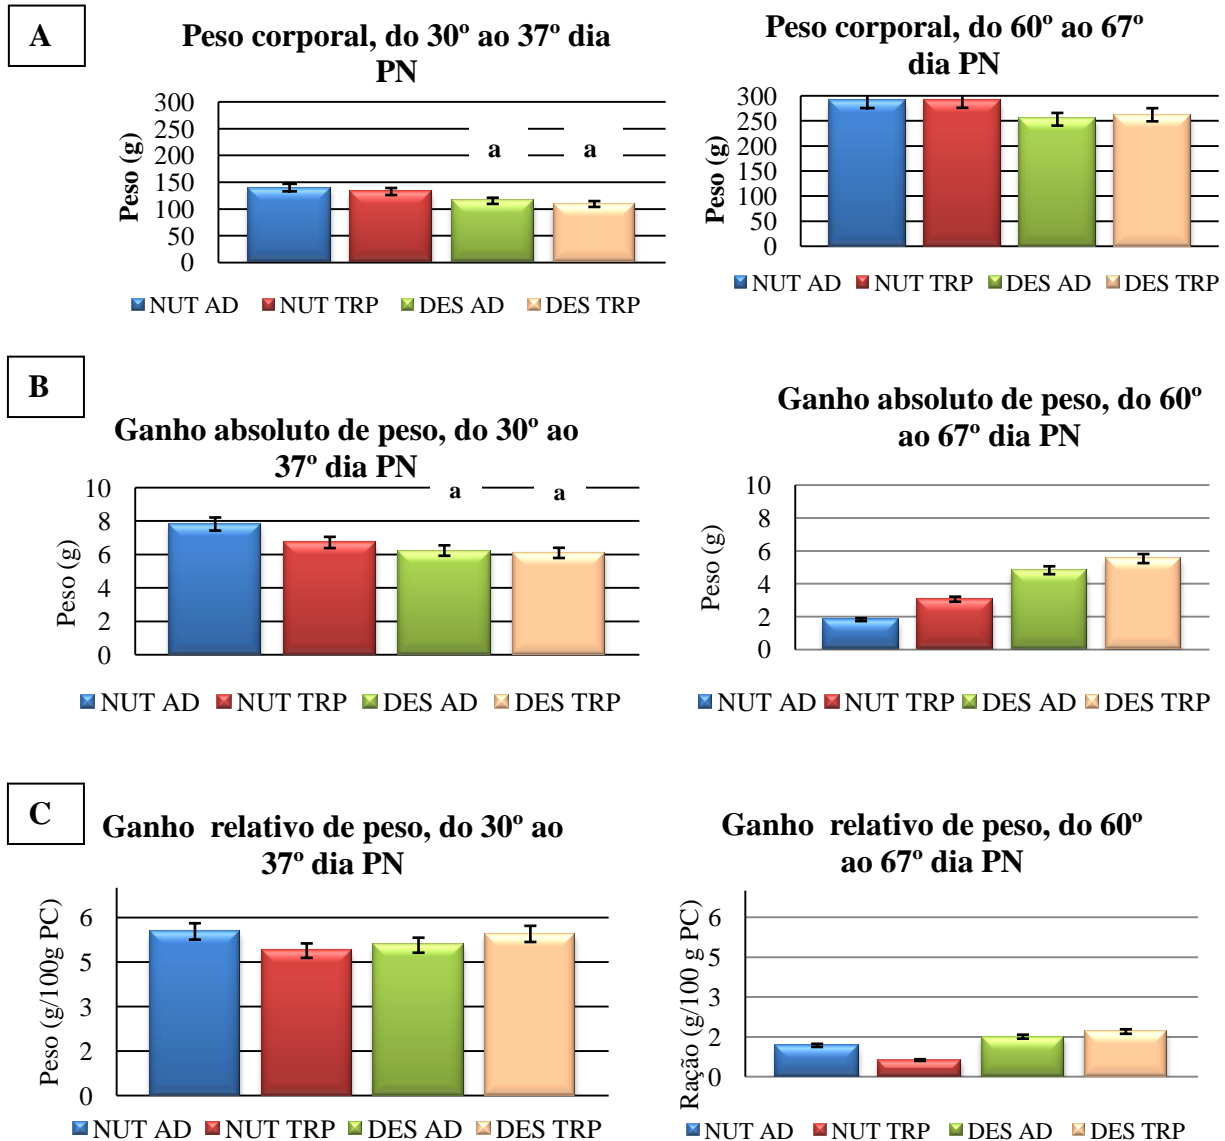 A
Peso corporal, do 30º ao 37º dia
PN
300
250
200
150
100
50
0
Peso (g)
a a
NUT AD NUT TRP DES AD DES TRP
Peso corporal, do 60º ao 67º
dia PN
300
250
200
150
100
50
0
Peso (g)
NUT AD NUT TRP DES AD DES TRP
B
Ganho absoluto de peso, do 30º ao
37º dia PN
10
8
6
4
2
0
Peso (g)
a a
NUT AD NUT TRP DES AD DES TRP
Ganho absoluto de peso, do 60º
ao 67º dia PN
10
8
6
4
2
0
Peso (g)
NUT AD NUT TRP DES AD DES TRP
C
Ganho relativo de peso, do 30º ao
37º dia PN
6
5
3
2
0
Peso (g/100g PC)
NUT AD NUT TRP DES AD DES TRP
Ganho relativo de peso, do 60º
ao 67º dia PN
6
5
3
2
0
Ração (g/100 g PC)
NUT AD NUT TRP DES AD DES TRP